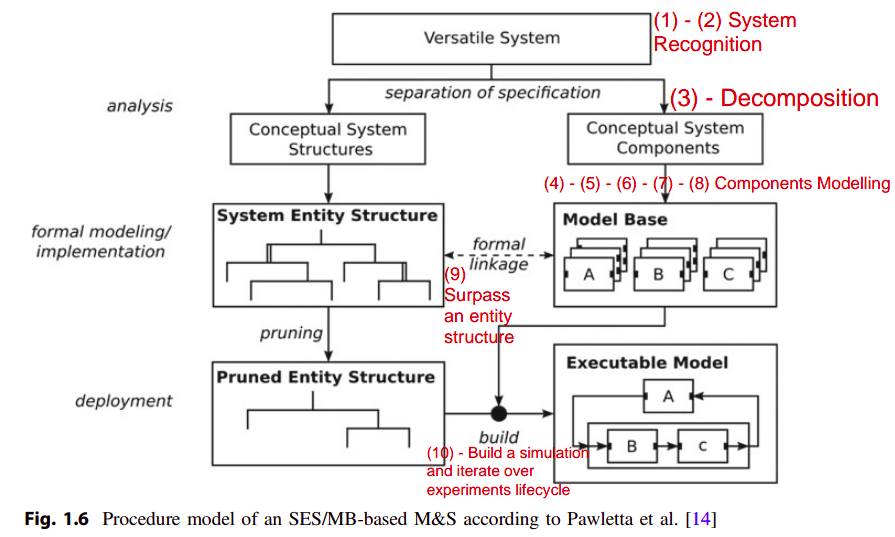 Versatile System
(1) - (2) System
Recognition
separation of specification
(3) - Decomposition
analysis
Conceptual System
Structures
Conceptual System
Components
(4) - (5) - (6) - (7) - (8) Components Modelling
formal modeling/
implementation
System Entity Structure
formal
linkage
Model Base
A
B
C
(9)
Surpass
an entity
structure
pruning
deployment
Pruned Entity Structure
build
(10) - Build a simulation
and iterate over
experiments lifecycle
Executable Model
A
B
c
Fig. 1.6 Procedure model of an SES/MB-based M&S according to Pawletta et al. [14]